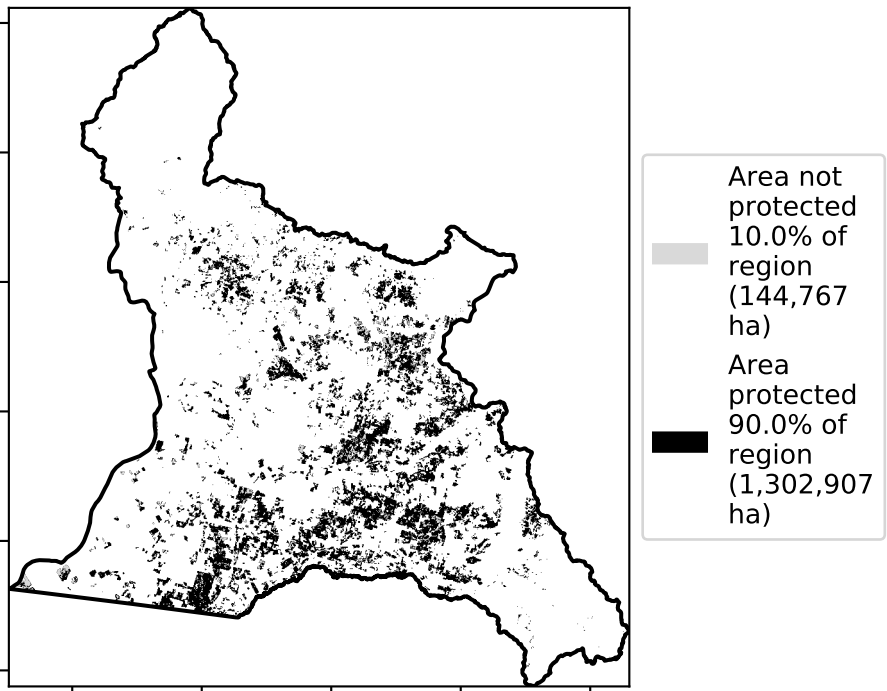 Area not
protected
10.0% of
region
(144,767
ha)
Area
protected
90.0% of
region
(1,302,907
ha)